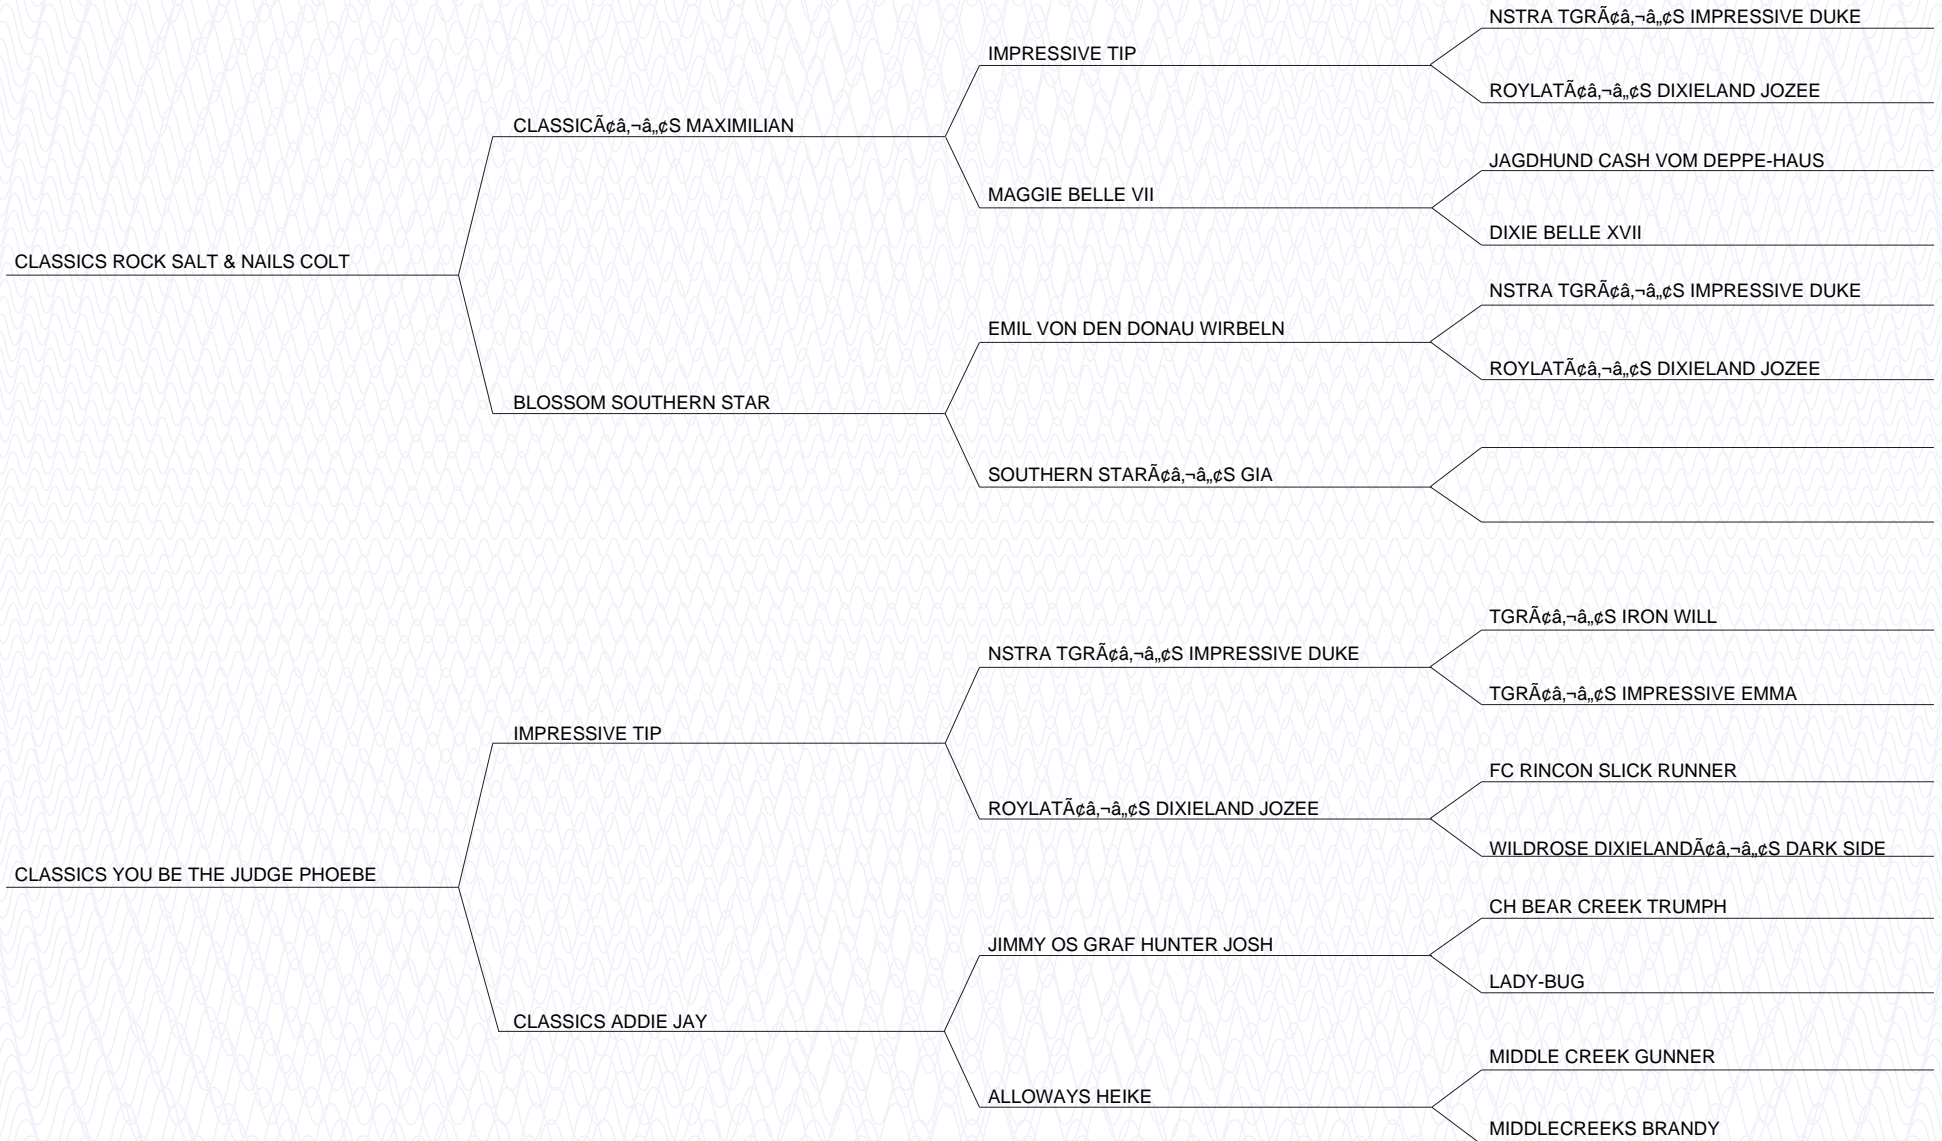 NSTRA TGRÃ¢â‚¬â„¢S IMPRESSIVE DUKE
IMPRESSIVE TIP
ROYLATÃ¢â‚¬â„¢S DIXIELAND JOZEE
CLASSICÃ¢â‚¬â„¢S MAXIMILIAN
JAGDHUND CASH VOM DEPPE-HAUS
MAGGIE BELLE VII
DIXIE BELLE XVII
CLASSICS ROCK SALT & NAILS COLT
NSTRA TGRÃ¢â‚¬â„¢S IMPRESSIVE DUKE
EMIL VON DEN DONAU WIRBELN
ROYLATÃ¢â‚¬â„¢S DIXIELAND JOZEE
BLOSSOM SOUTHERN STAR
SOUTHERN STARÃ¢â‚¬â„¢S GIA
TGRÃ¢â‚¬â„¢S IRON WILL
NSTRA TGRÃ¢â‚¬â„¢S IMPRESSIVE DUKE
TGRÃ¢â‚¬â„¢S IMPRESSIVE EMMA
IMPRESSIVE TIP
FC RINCON SLICK RUNNER
ROYLATÃ¢â‚¬â„¢S DIXIELAND JOZEE
WILDROSE DIXIELANDÃ¢â‚¬â„¢S DARK SIDE
CLASSICS YOU BE THE JUDGE PHOEBE
CH BEAR CREEK TRUMPH
JIMMY OS GRAF HUNTER JOSH
LADY-BUG
CLASSICS ADDIE JAY
MIDDLE CREEK GUNNER
ALLOWAYS HEIKE
MIDDLECREEKS BRANDY